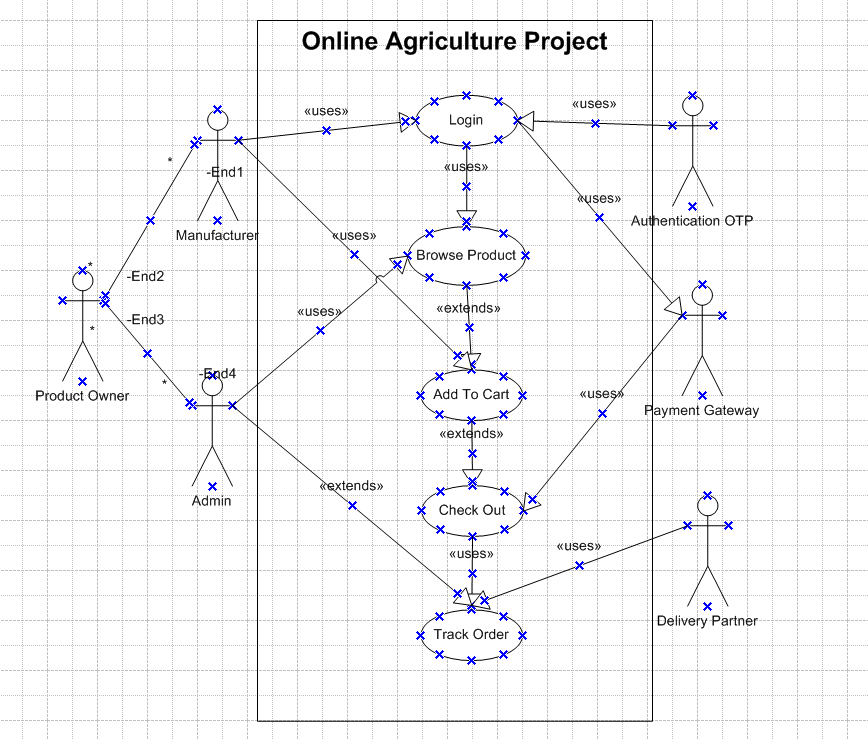 Online Agriculture Project
«uses»
«uses»
Login
*
«uses»
-End1
«uses»
Authentication OTP
Manufacturer
«uses»
Browse Product
*
-End2
«uses»
«extends»
-End3
*
-End4
*
Product Owner
«uses»
Add To Cart
Payment Gateway
«extends»
Admin
«extends»
Check Out
«uses»
«uses»
Delivery Partner
Track Order